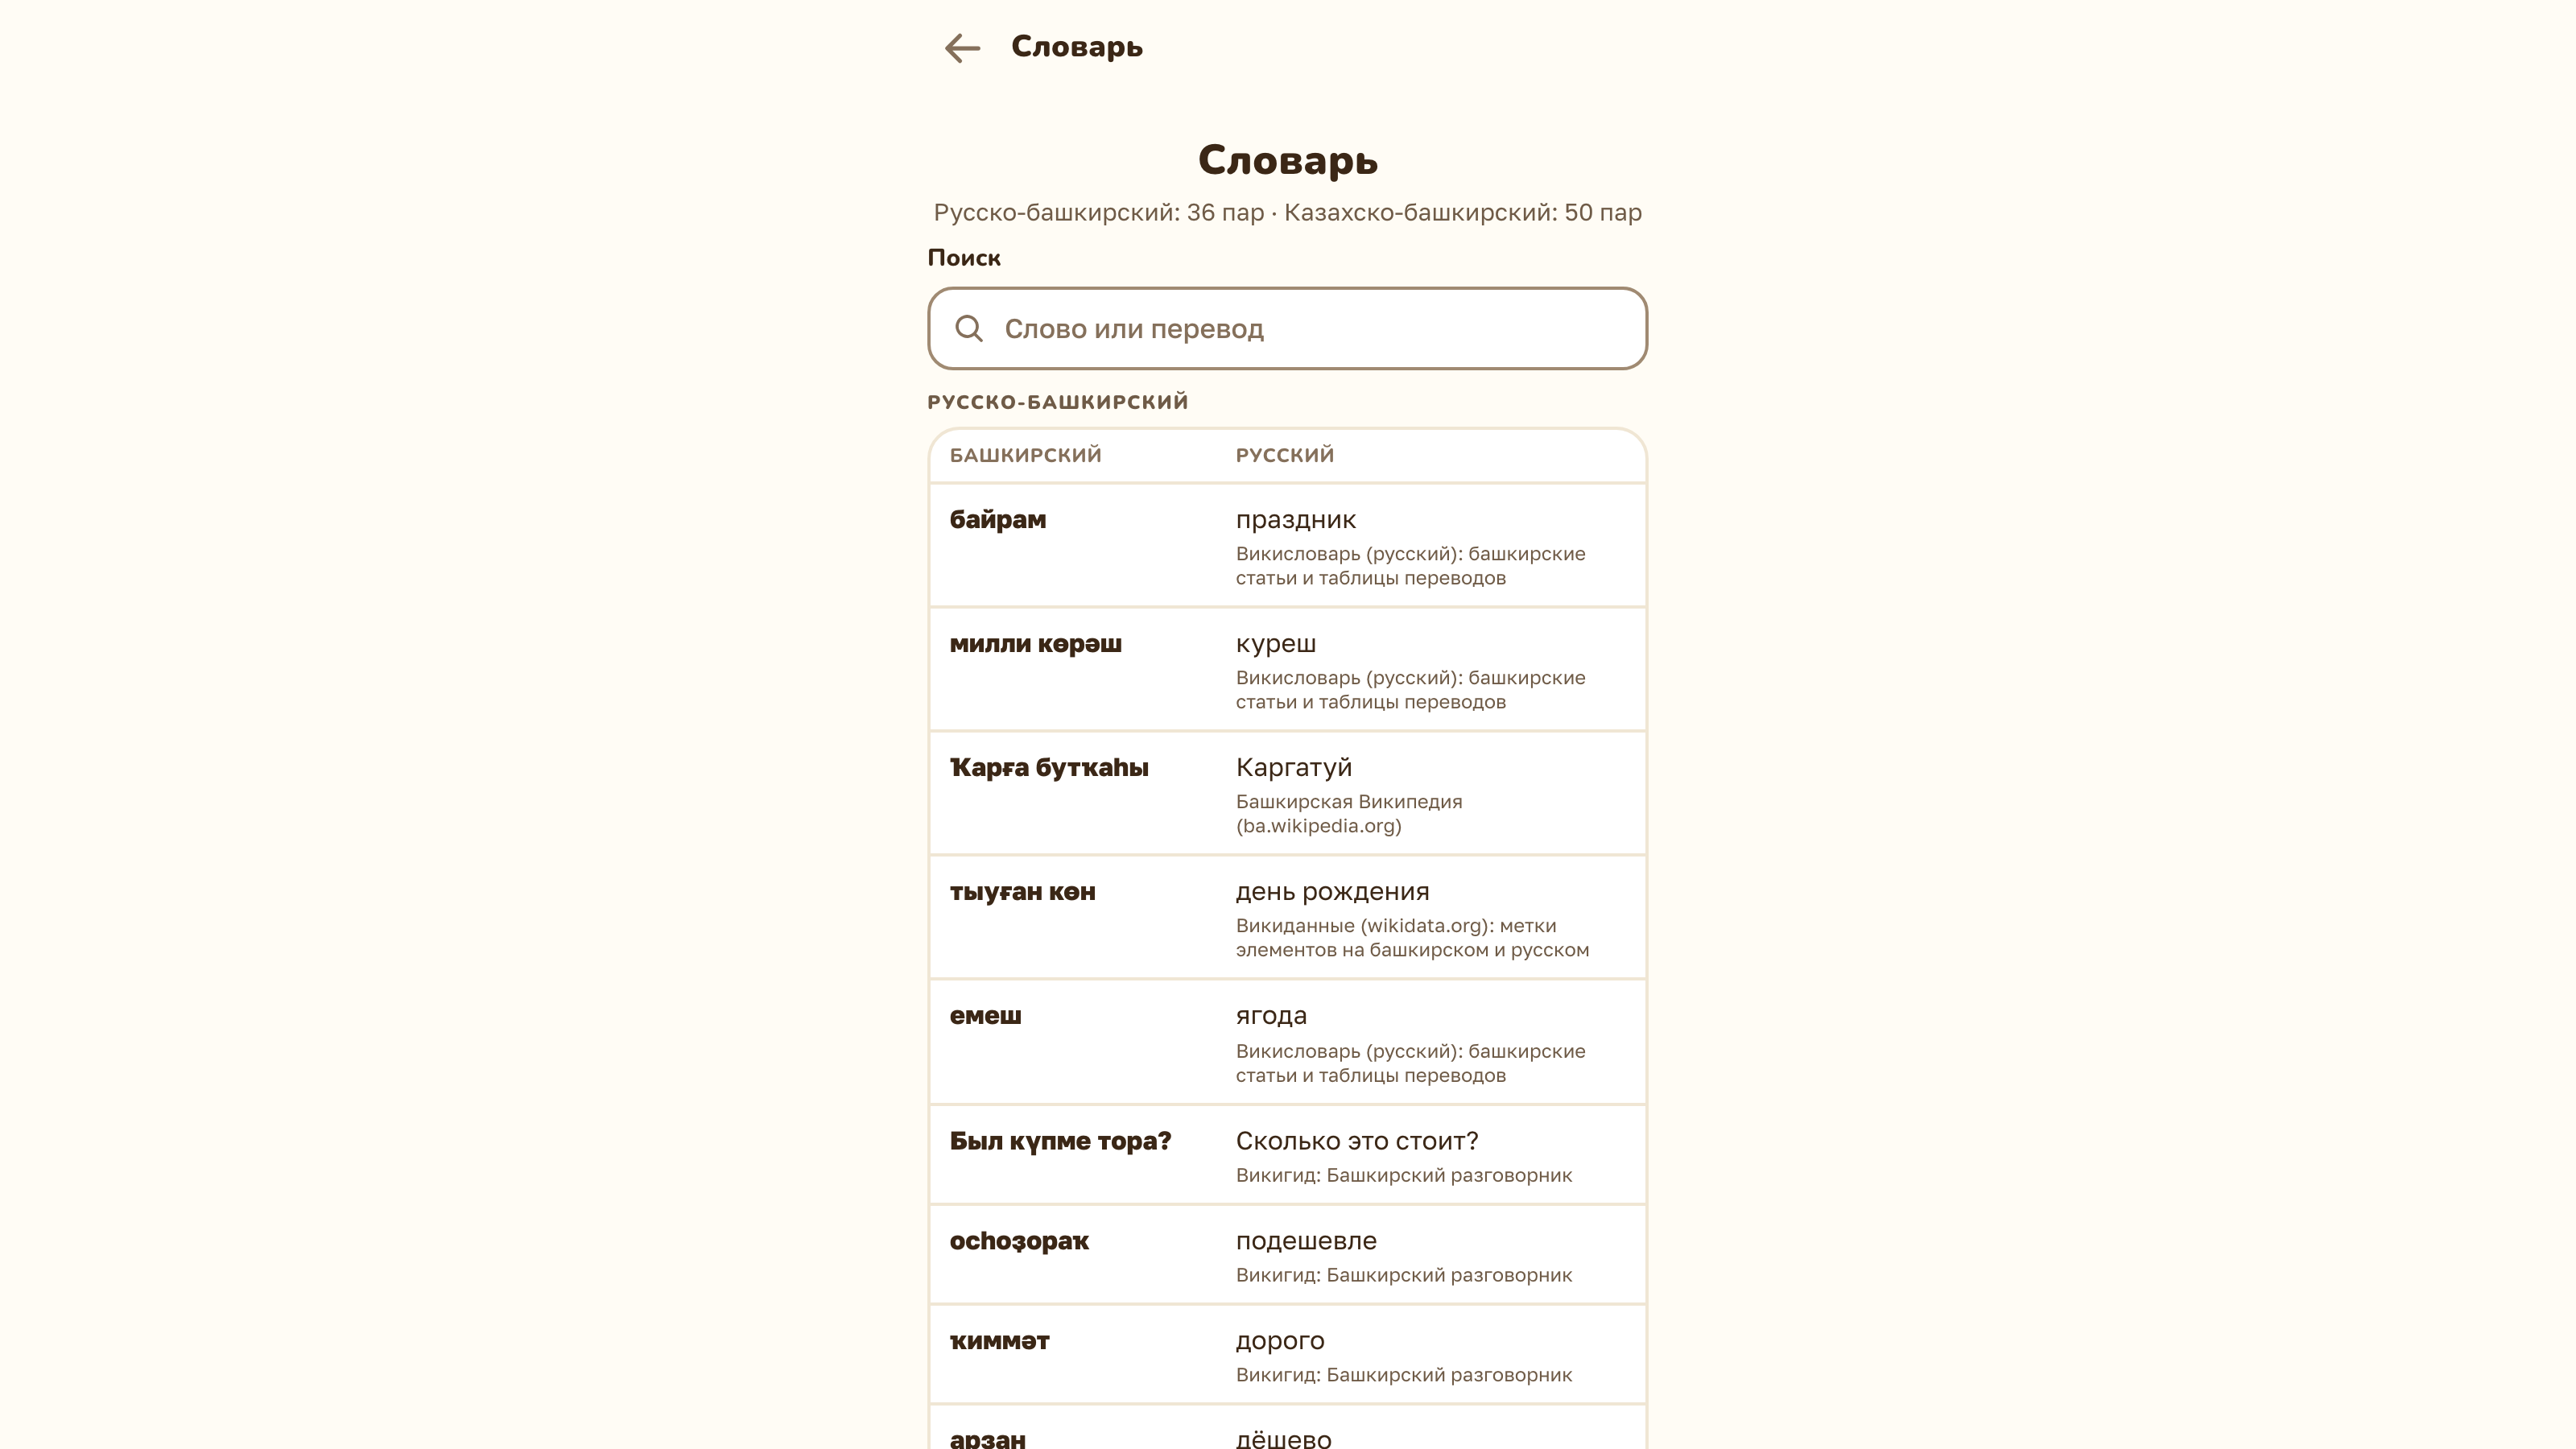 Словарь
Словарь
Русско-башкирский: 36 пар · Казахско-башкирский: 50 пар
Поиск
Слово или перевод
РУССКО-БАШКИРСКИЙ
БАШКИРСКИЙ РУССКИЙ
байрам праздник
Викисловарь (русский): башкирские
статьи и таблицы переводов
милли көрәш куреш
Викисловарь (русский): башкирские
статьи и таблицы переводов
Ҡарға бутҡаһы Каргатуй
Башкирская Википедия
(ba.wikipedia.org)
тыуған көн день рождения
Викиданные (wikidata.org): метки
элементов на башкирском и русском
емеш ягода
Викисловарь (русский): башкирские
статьи и таблицы переводов
Был күпме тора? Сколько это стоит?
Викигид: Башкирский разговорник
осһоҙораҡ подешевле
Викигид: Башкирский разговорник
ҡиммәт дорого
Викигид: Башкирский разговорник
арзан дёшево